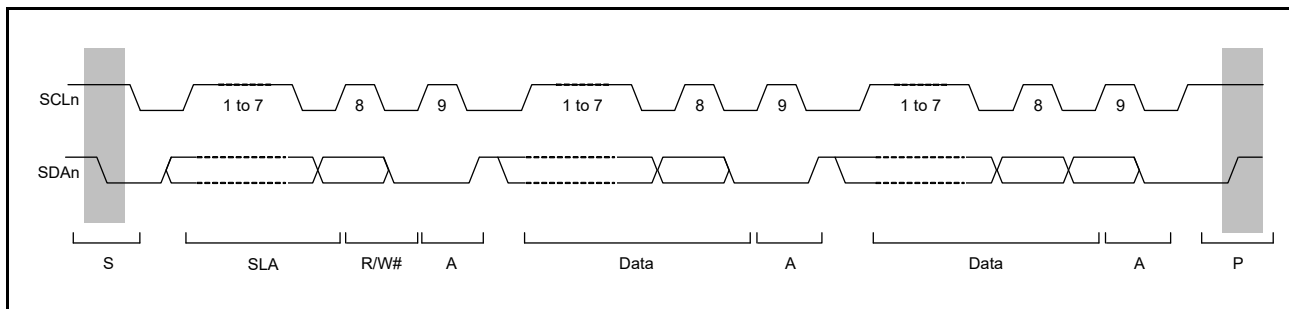 SCLn 1 to 7 8 9 1 to 7 8 9 1 to 7 8 9
SDAn
S SLA R/W# A Data A Data A P